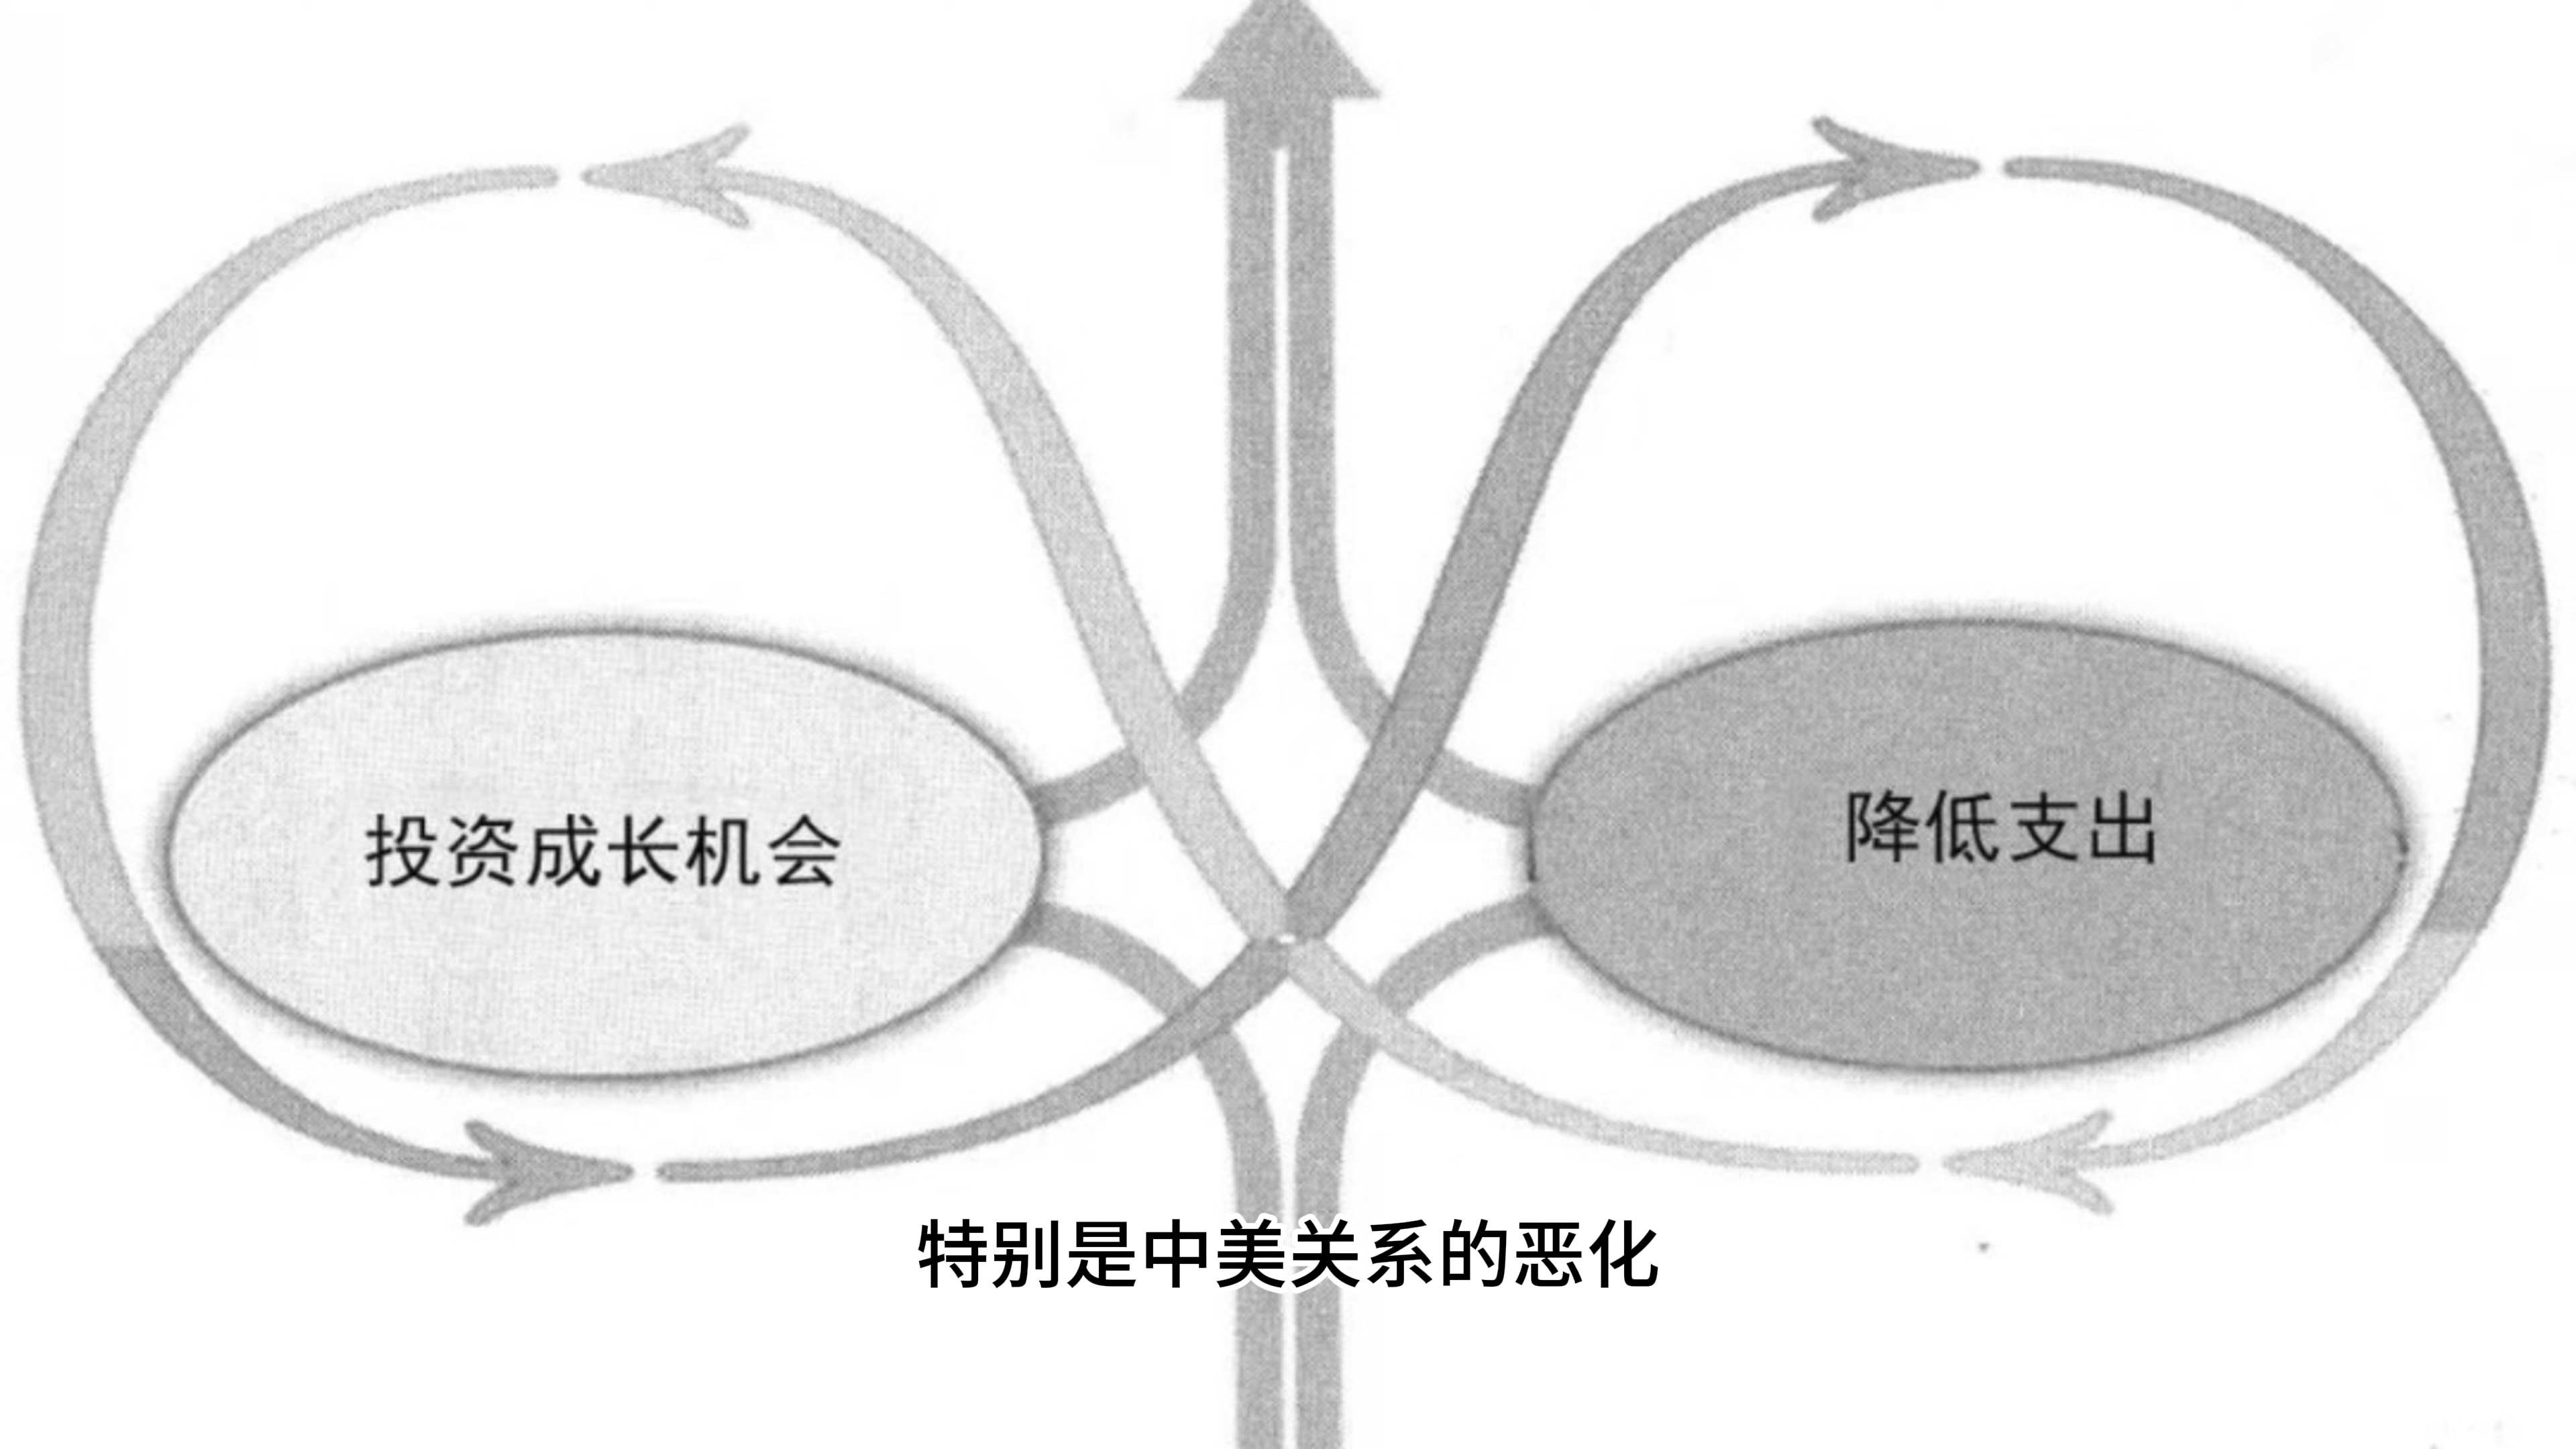 投资成长机会
降低支出
特别是中美关系的恶化